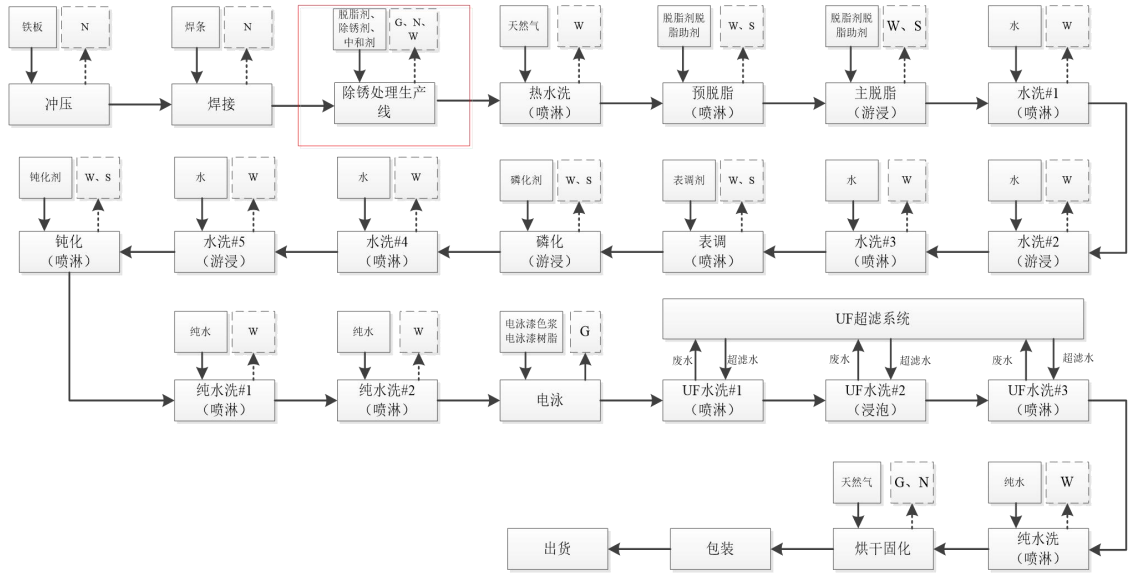 铁板
N
焊条
N
脱脂剂、
除锈剂、
中和剂
G、N、
W
天然气
W
脱脂剂脱
脂助剂
W、S
脱脂剂脱
脂助剂
W、S
水
W
冲压
焊接
除锈处理生产
线
热水洗
（喷淋）
预脱脂
（喷淋）
主脱脂
（游浸）
水洗#1
（喷淋）
钝化剂
W、S
水
W
水
W
磷化剂
W、S
表调剂
W、S
水
W
水
W
钝化
（喷淋）
水洗#5
（游浸）
水洗#4
（喷淋）
磷化
（游浸）
表调
（喷淋）
水洗#3
（喷淋）
水洗#2
（游浸）
纯水
W
纯水
W
电泳漆色浆
电泳漆树脂
G
UF超滤系统
废水
超滤水
废水
超滤水
废水
超滤水
纯水洗#1
（喷淋）
纯水洗#2
（喷淋）
电泳
UF水洗#1
（喷淋）
UF水洗#2
（浸泡）
UF水洗#3
（喷淋）
天然气
G、N
纯水
W
出货
包装
烘干固化
纯水洗
（喷淋）